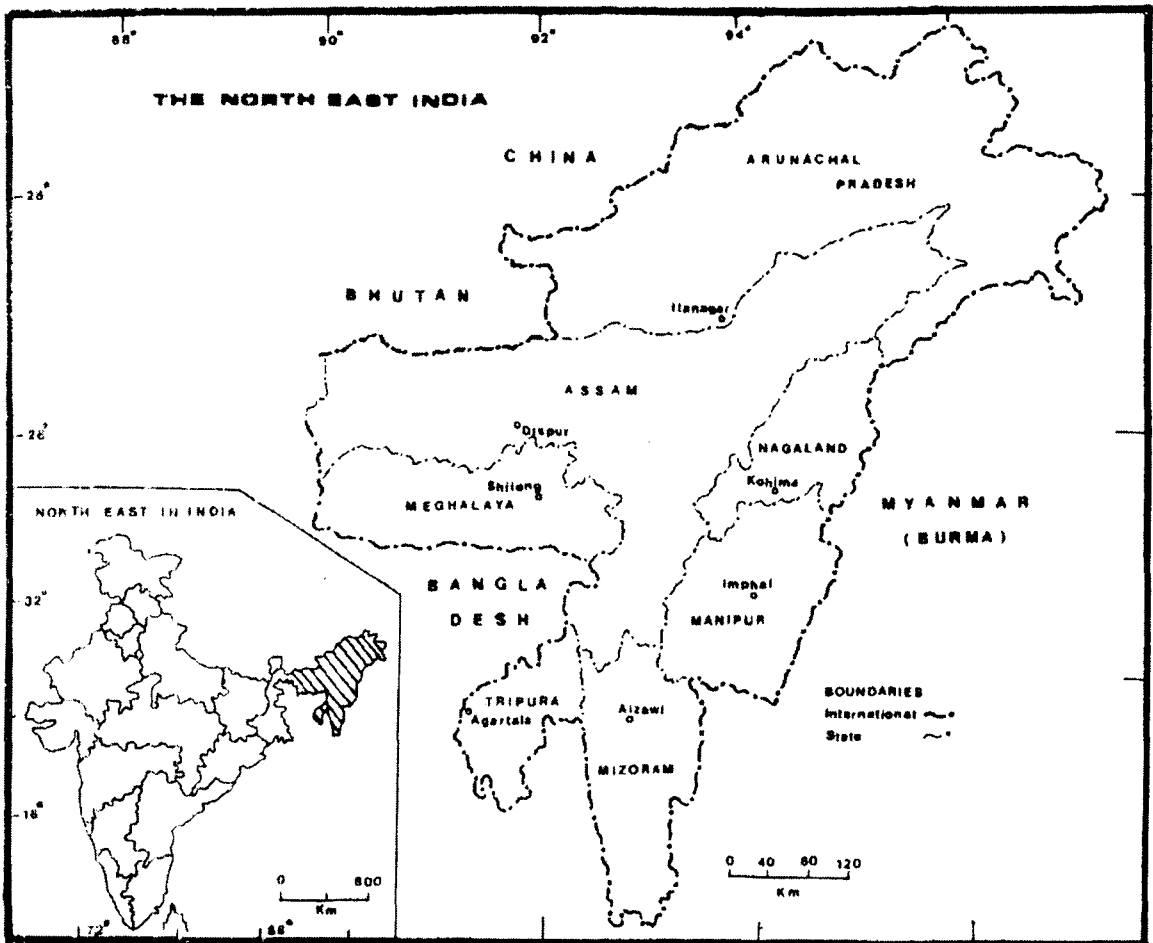 88° 90° 92° 94°
THE NORTH EAST INDIA
CHINA
ARUNACHAL
PRADESH
28°
BHUTAN
Itanagar
ASSAM
26°
Dispur
NAGALAND
Shillong
Kohima
MEGHALAYA
MYANMAR
(BURMA)
NORTH EAST IN INDIA
BANGLA
DESH
Imphal
MANIPUR
32°
TRIPURA
Agartala
Aizawl
BOUNDARIES
International
State
MIZORAM
16°
0 40 80 120
Km
0 800
Km
72° 88°